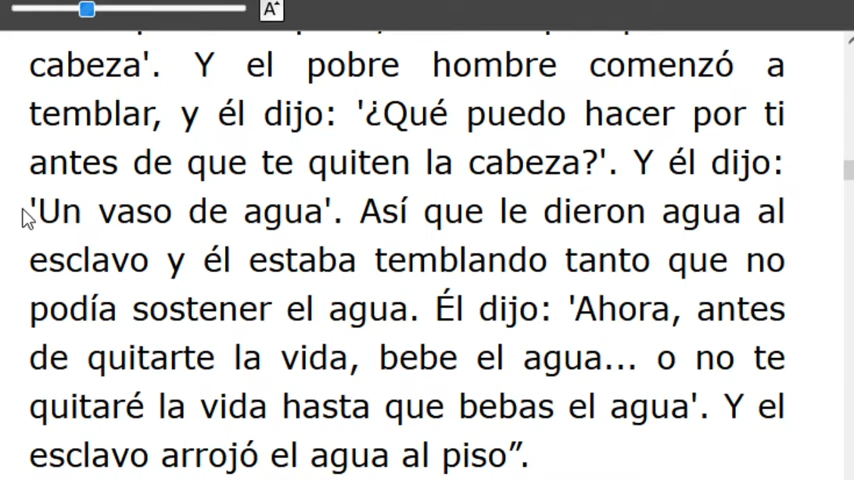 A
cabeza'. Y el pobre hombre comenzó a
temblar, y él dijo: '¿Qué puedo hacer por ti
antes de que te quiten la cabeza?'. Y él dijo:
'Un vaso de agua'. Así que le dieron agua al
esclavo y él estaba temblando tanto que no
podía sostener el agua. Él dijo: 'Ahora, antes
de quitarte la vida, bebe el agua... o no te
quitaré la vida hasta que bebas el agua'. Y el
esclavo arrojó el agua al piso”.